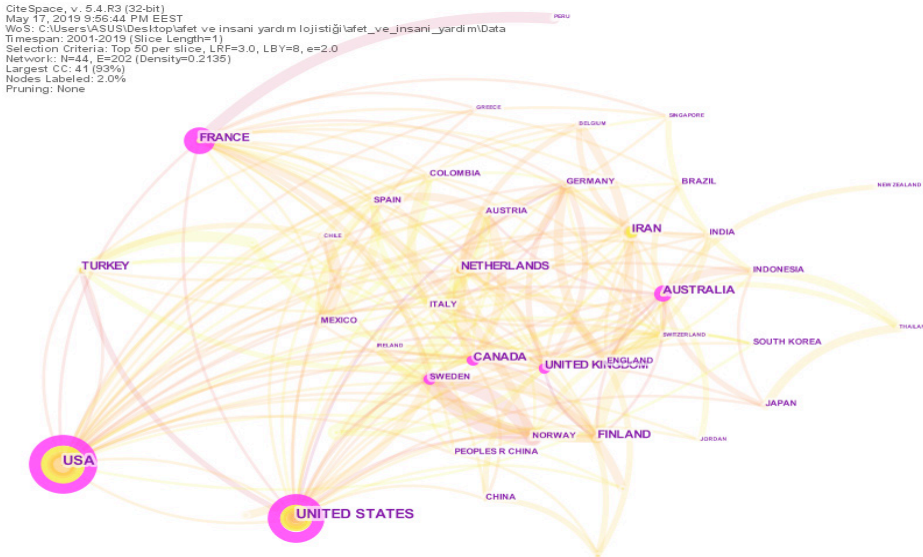 CiteSpace, v. 5.4.R3 (32-bit)
May 17, 2019 9:56:44 PM EEST
WoS: C:\Users\ASUS\Desktop\afet ve insani yardım lojistiği\afet_ve_insani_yardim\Data
Timespan: 2001-2019 (Slice Length=1)
Selection Criteria: Top 50 per slice, LRF=3.0, LBY=8, e=2.0
Network: N=44, E=202 (Density=0.2135)
Largest CC: 41 (93%)
Nodes Labeled: 2.0%
Pruning: None
PERU
GREECE
SINGAPORE
BELGIUM
FRANCE
COLOMBIA
GERMANY
BRAZIL
NEW ZEALAND
SPAIN
AUSTRIA
CHILE
IRAN
INDIA
TURKEY
NETHERLANDS
INDONESIA
AUSTRALIA
ITALY
MEXICO
THAILAN
SWITZERLAND
SOUTH KOREA
IRELAND
CANADA
ENGLAND
UNITED KINGDOM
SWEDEN
JAPAN
NORWAY
FINLAND
JORDAN
PEOPLES R CHINA
USA
CHINA
UNITED STATES